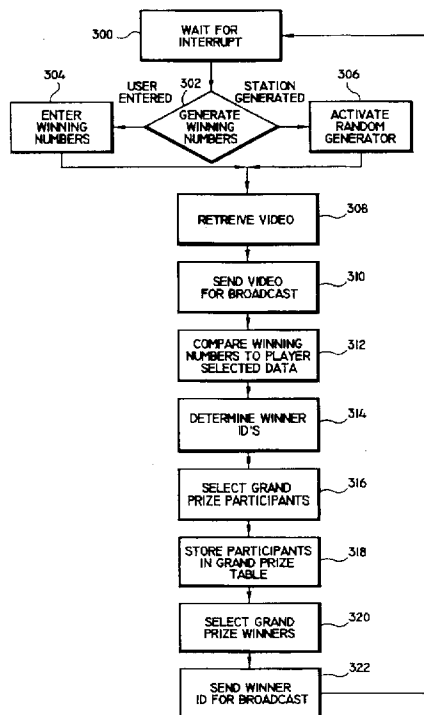 300
WAIT FOR
INTERRUPT
304
USER
ENTERED
302
STATION
GENERATED
306
ENTER
WINNING
NUMBERS
GENERATE
WINNING
NUMBERS
ACTIVATE
RANDOM
GENERATOR
RETREIVE VIDEO
308
SEND VIDEO
FOR BROADCAST
310
COMPARE WINNING
NUMBERS TO PLAYER
SELECTED DATA
312
DETERMINE WINNER
ID'S
314
SELECT GRAND
PRIZE PARTICIPANTS
316
STORE PARTICIPANTS
IN GRAND PRIZE
TABLE
318
SELECT GRAND
PRIZE WINNERS
320
SEND WINNER
ID FOR BROADCAST
322